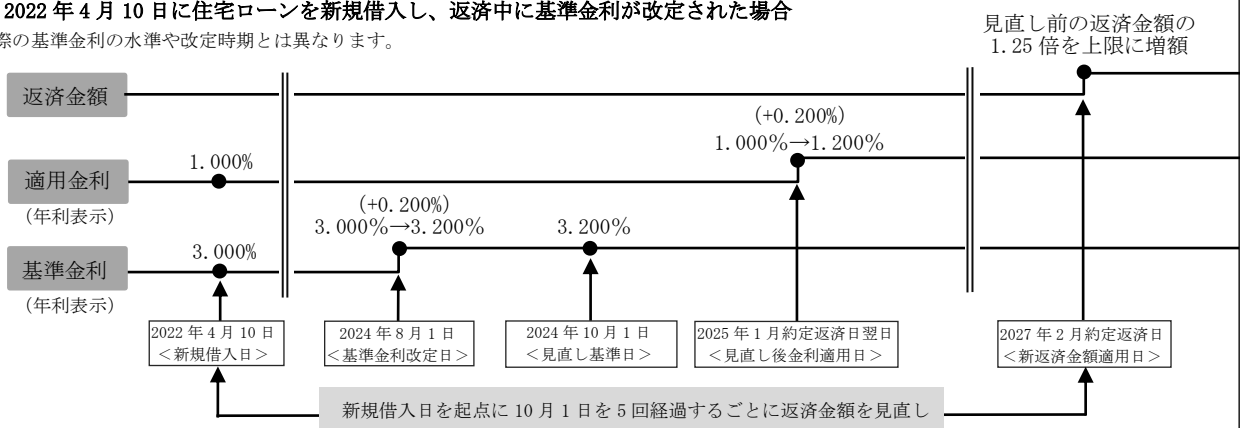 2022年4月10日に住宅ローンを新規借入し、返済中に基準金利が改定された場合
際の基準金利の水準や改定時期とは異なります。
見直し前の返済金額の
1.25倍を上限に増額
返済金額
(+0.200%)
1.000%→1.200%
1.000%
適用金利
(年利表示)
(+0.200%)
3.000%→3.200%
3.200%
3.000%
基準金利
(年利表示)
2022年4月10日
<新規借入日>
2024年8月1日
<基準金利改定日>
2024年10月1日
<見直し基準日>
2025年1月約定返済日翌日
<見直し後金利適用日>
2027年2月約定返済日
<新返済金額適用日>
新規借入日を起点に10月1日を5回経過するごとに返済金額を見直し